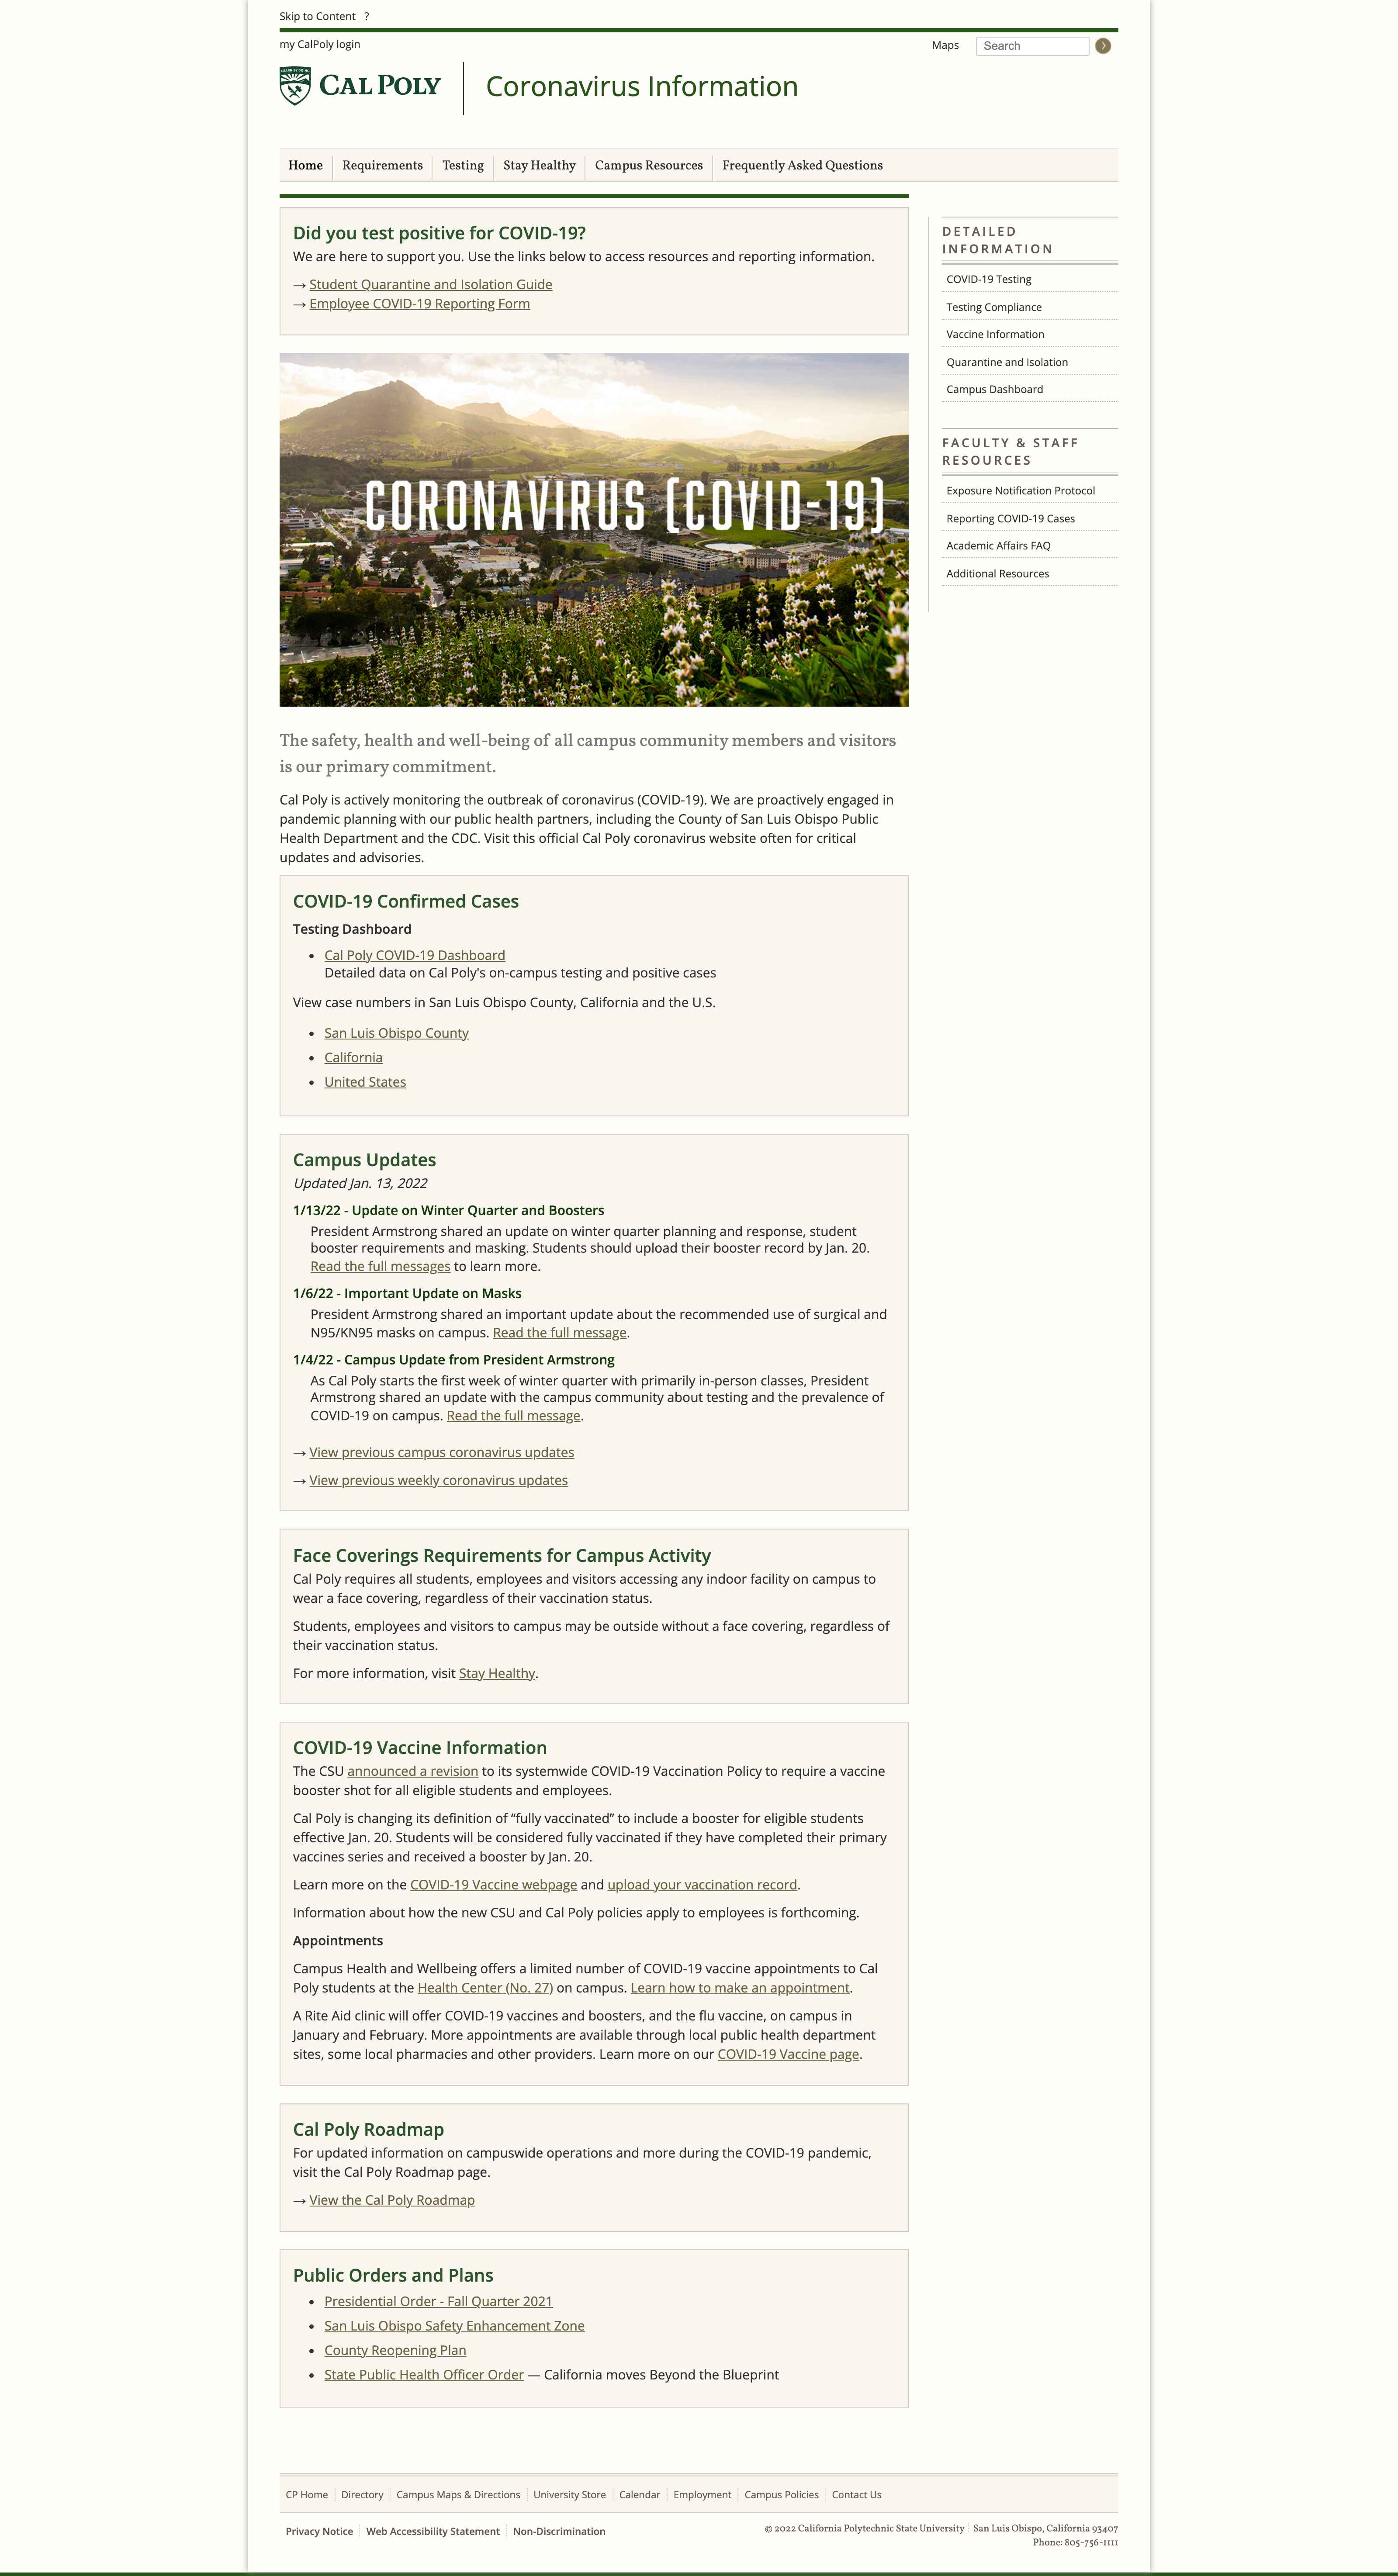 Skip to Content ?
my CalPoly login
Maps
Search
CAL POLY
Coronavirus Information
Home
Requirements
Testing
Stay Healthy
Campus Resources
Frequently Asked Questions
Did you test positive for COVID-19?
We are here to support you. Use the links below to access resources and reporting information.
→ Student Quarantine and Isolation Guide
→ Employee COVID-19 Reporting Form
CORONAVIRUS (COVID-19)
The safety, health and well-being of all campus community members and visitors
is our primary commitment.
Cal Poly is actively monitoring the outbreak of coronavirus (COVID-19). We are proactively engaged in
pandemic planning with our public health partners, including the County of San Luis Obispo Public
Health Department and the CDC. Visit this official Cal Poly coronavirus website often for critical
updates and advisories.
COVID-19 Confirmed Cases
Testing Dashboard
• Cal Poly COVID-19 Dashboard
Detailed data on Cal Poly's on-campus testing and positive cases
View case numbers in San Luis Obispo County, California and the U.S.
• San Luis Obispo County
• California
• United States
Campus Updates
Updated Jan. 13, 2022
1/13/22 - Update on Winter Quarter and Boosters
President Armstrong shared an update on winter quarter planning and response, student
booster requirements and masking. Students should upload their booster record by Jan. 20.
Read the full messages to learn more.
1/6/22 - Important Update on Masks
President Armstrong shared an important update about the recommended use of surgical and
N95/KN95 masks on campus. Read the full message.
1/4/22 - Campus Update from President Armstrong
As Cal Poly starts the first week of winter quarter with primarily in-person classes, President
Armstrong shared an update with the campus community about testing and the prevalence of
COVID-19 on campus. Read the full message.
→ View previous campus coronavirus updates
→ View previous weekly coronavirus updates
Face Coverings Requirements for Campus Activity
Cal Poly requires all students, employees and visitors accessing any indoor facility on campus to
wear a face covering, regardless of their vaccination status.
Students, employees and visitors to campus may be outside without a face covering, regardless of
their vaccination status.
For more information, visit Stay Healthy.
COVID-19 Vaccine Information
The CSU announced a revision to its systemwide COVID-19 Vaccination Policy to require a vaccine
booster shot for all eligible students and employees.
Cal Poly is changing its definition of “fully vaccinated” to include a booster for eligible students
effective Jan. 20. Students will be considered fully vaccinated if they have completed their primary
vaccines series and received a booster by Jan. 20.
Learn more on the COVID-19 Vaccine webpage and upload your vaccination record.
Information about how the new CSU and Cal Poly policies apply to employees is forthcoming.
Appointments
Campus Health and Wellbeing offers a limited number of COVID-19 vaccine appointments to Cal
Poly students at the Health Center (No. 27) on campus. Learn how to make an appointment.
A Rite Aid clinic will offer COVID-19 vaccines and boosters, and the flu vaccine, on campus in
January and February. More appointments are available through local public health department
sites, some local pharmacies and other providers. Learn more on our COVID-19 Vaccine page.
Cal Poly Roadmap
For updated information on campuswide operations and more during the COVID-19 pandemic,
visit the Cal Poly Roadmap page.
→ View the Cal Poly Roadmap
Public Orders and Plans
• Presidential Order - Fall Quarter 2021
• San Luis Obispo Safety Enhancement Zone
• County Reopening Plan
• State Public Health Officer Order — California moves Beyond the Blueprint
DETAILED
INFORMATION
COVID-19 Testing
Testing Compliance
Vaccine Information
Quarantine and Isolation
Campus Dashboard
FACULTY & STAFF
RESOURCES
Exposure Notification Protocol
Reporting COVID-19 Cases
Academic Affairs FAQ
Additional Resources
CP Home
Directory
Campus Maps & Directions
University Store
Calendar
Employment
Campus Policies
Contact Us
Privacy Notice
Web Accessibility Statement
Non-Discrimination
© 2022 California Polytechnic State University
San Luis Obispo, California 93407
Phone: 805-756-1111